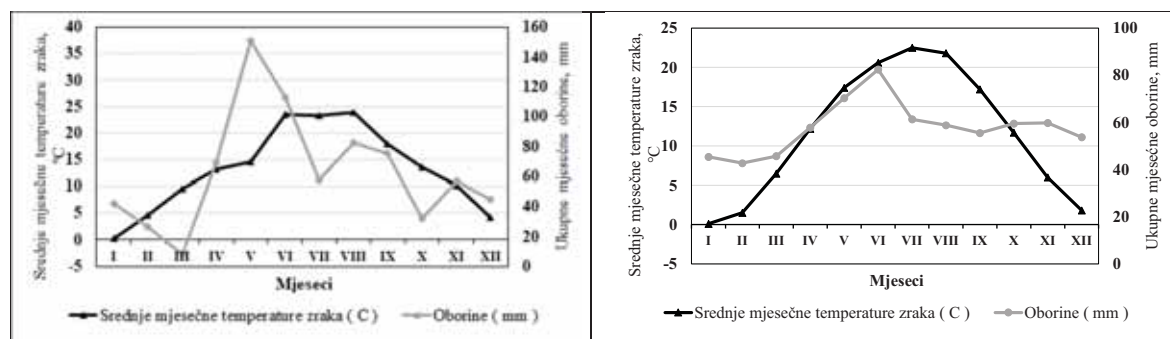 Srednje mjesečne temperature zraka,
°C
40
35
30
25
20
15
10
5
0
-5
160
140
120
100
80
60
40
20
0
Ukupne mjesečne oborine, mm
I II III IV V VI VII VIII IX X XI XII
Mjeseci
Srednje mjesečne temperature zraka ( C ) Oborine ( mm )
Srednje mjesečne temperature zraka,
°C
25
20
15
10
5
0
-5
100
80
60
40
20
0
Ukupne mjesečne oborine, mm
I II III IV V VI VII VIII IX X XI XII
Mjeseci
Srednje mjesečne temperature zraka ( C ) Oborine ( mm )